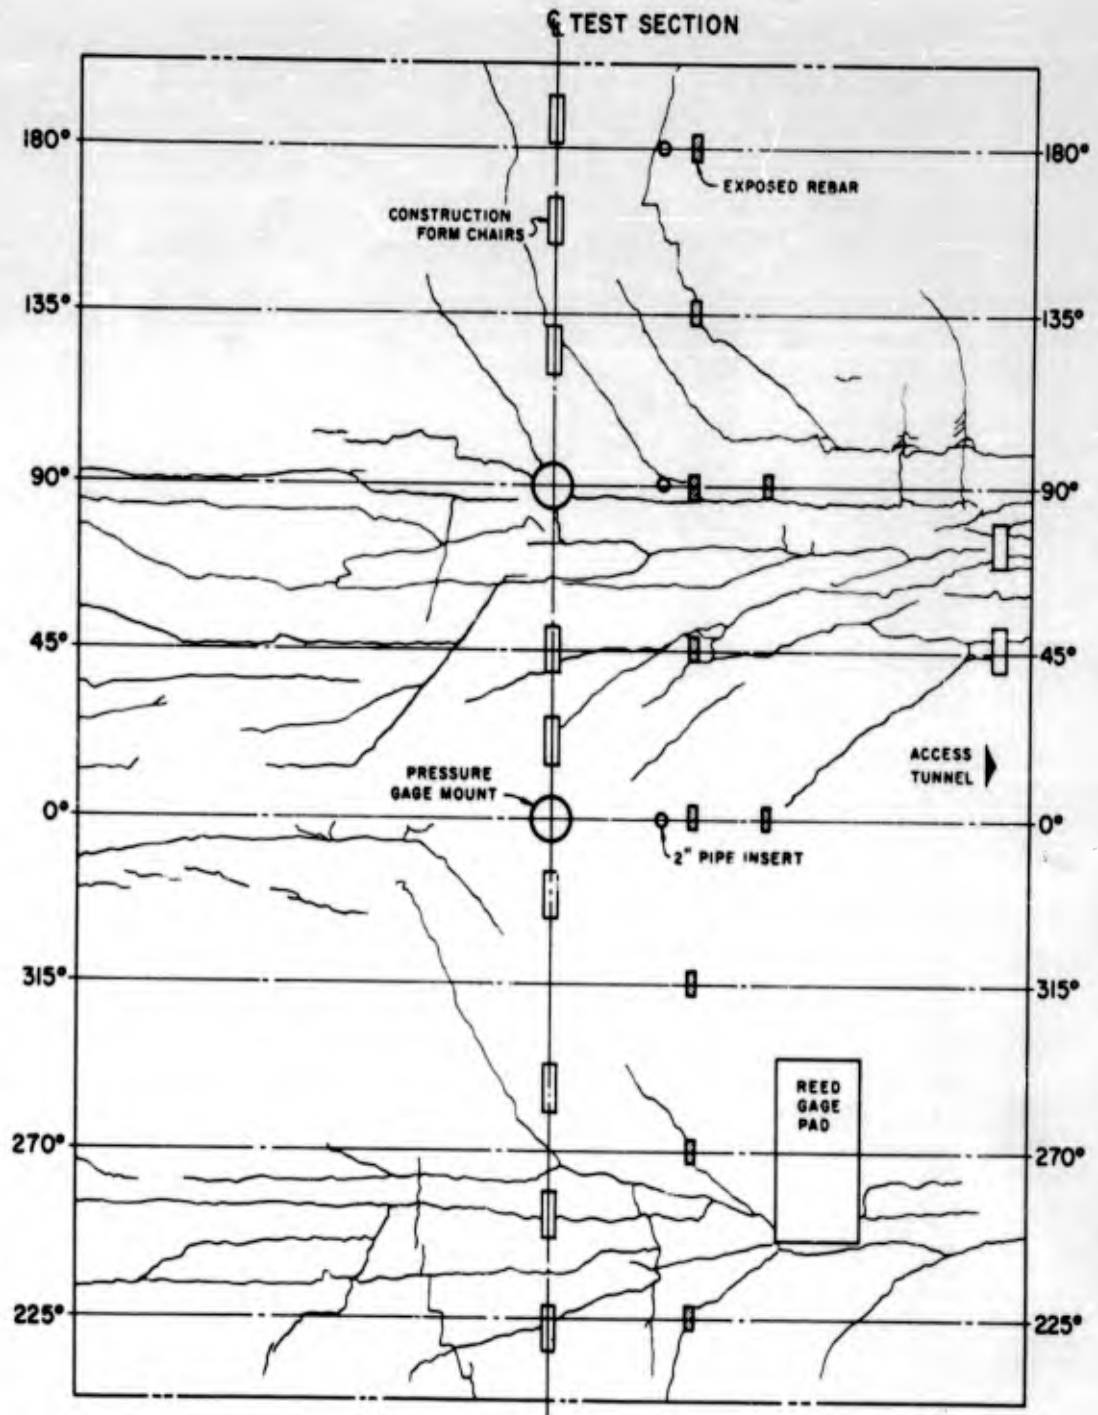 ℄ TEST SECTION
180°
180°
EXPOSED REBAR
CONSTRUCTION
FORM CHAIRS
135°
135°
90°
90°
45°
45°
ACCESS
TUNNEL
PRESSURE
GAGE MOUNT
0°
0°
2" PIPE INSERT
315°
315°
REED
GAGE
PAD
270°
270°
225°
225°